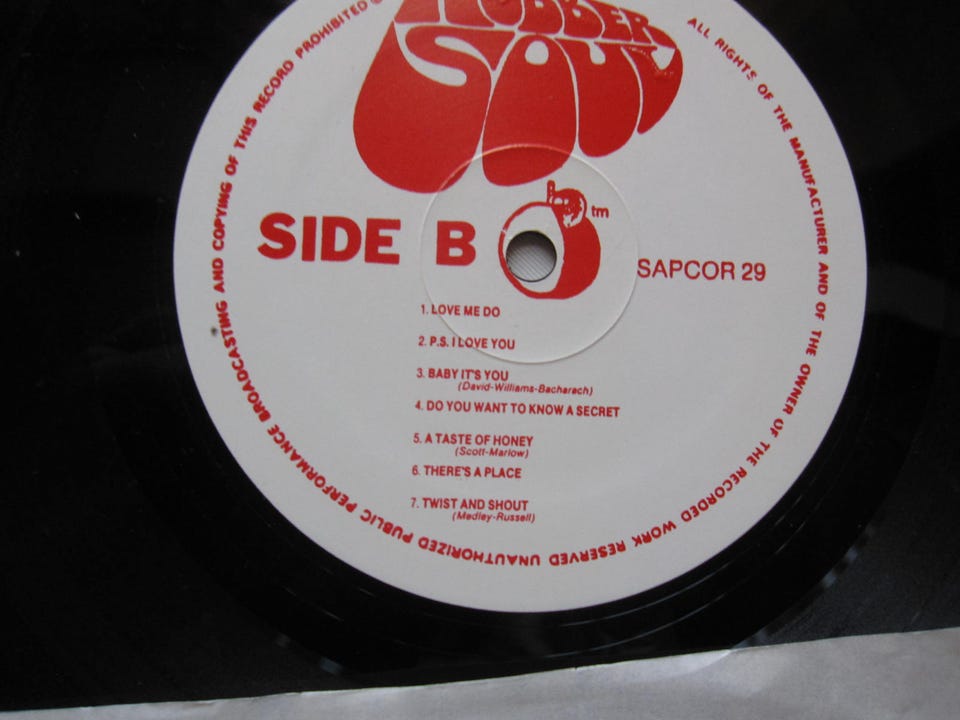 RUBBER
SOUL
SIDE B
tm
SAPCOR 29
1. LOVE ME DO
2. P.S. I LOVE YOU
3. BABY IT'S YOU
(David-Williams-Bacharach)
4. DO YOU WANT TO KNOW A SECRET
5. A TASTE OF HONEY
(Scott-Marlow)
6. THERE'S A PLACE
7. TWIST AND SHOUT
(Medley-Russell)
ALL RIGHTS OF THE MANUFACTURER AND OF THE OWNER OF THE RECORDED WORK RESERVED UNAUTHORIZED PUBLIC PERFORMANCE BROADCASTING AND COPYING OF THIS RECORD PROHIBITED